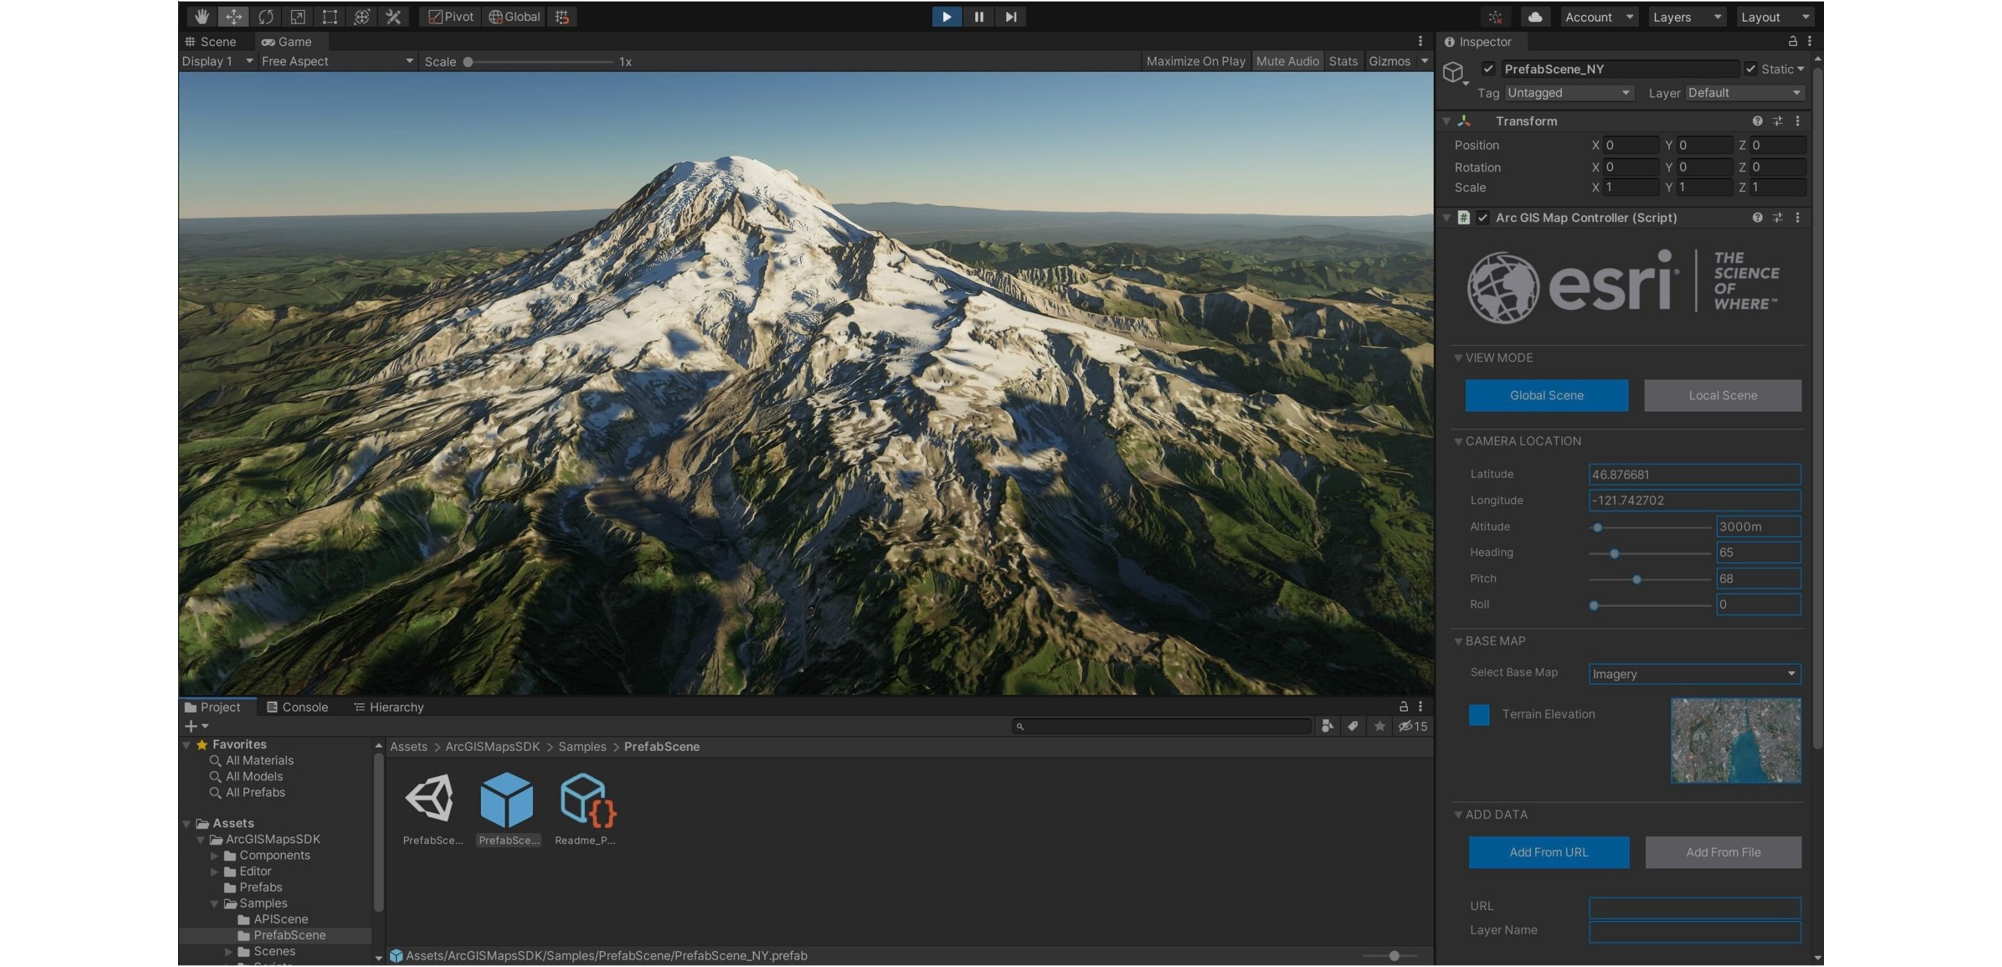 Pivot Global Account Layers Layout
Scene Game
Display 1 Free Aspect Scale 1x Maximize On Play Mute Audio Stats Gizmos
Inspector
PrefabScene_NY Static
Tag Untagged Layer Default
Transform
Position X 0 Y 0 Z 0
Rotation X 0 Y 0 Z 0
Scale X 1 Y 1 Z 1
# Arc GIS Map Controller (Script)
esri
THE
SCIENCE
OF
WHERE™
VIEW MODE
Global Scene Local Scene
CAMERA LOCATION
Latitude 46.876681
Longitude -121.742702
Altitude 3000m
Heading 65
Pitch 68
Roll 0
BASE MAP
Select Base Map Imagery
Terrain Elevation
ADD DATA
Add From URL Add From File
URL
Layer Name
Project Console Hierarchy
15
Favorites
All Materials
All Models
All Prefabs
Assets
ArcGISMapsSDK
Components
Editor
Prefabs
Samples
APIScene
PrefabScene
Scenes
Assets > ArcGISMapsSDK > Samples > PrefabScene
PrefabSce... PrefabSce... Readme_P...
Assets/ArcGISMapsSDK/Samples/PrefabScene/PrefabScene_NY.prefab